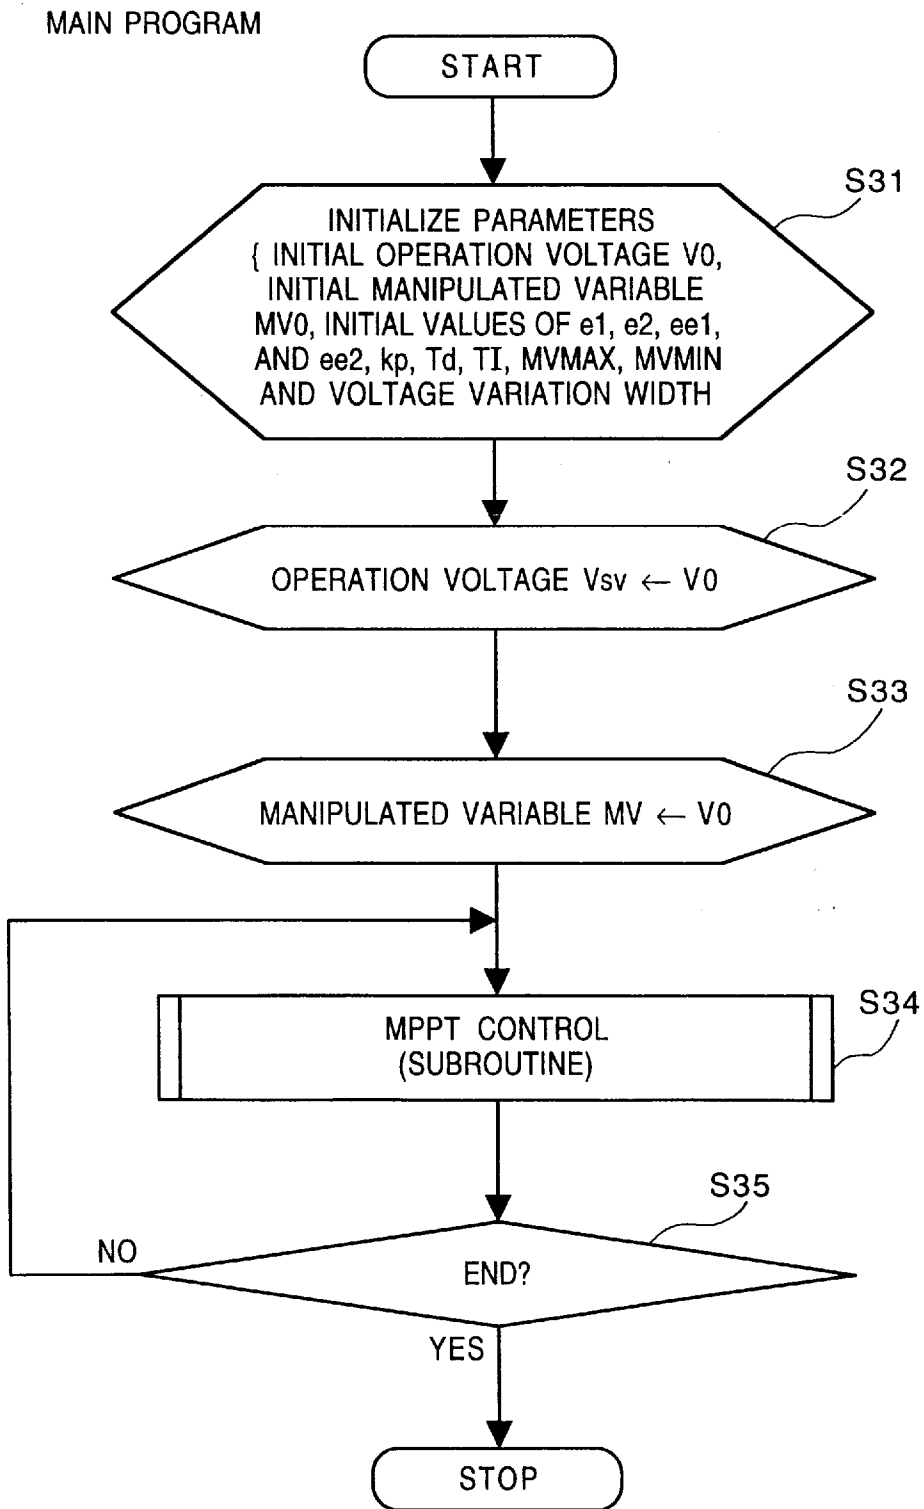 MAIN PROGRAM
START
S31
INITIALIZE PARAMETERS
{ INITIAL OPERATION VOLTAGE V0,
INITIAL MANIPULATED VARIABLE
MV0, INITIAL VALUES OF e1, e2, ee1,
AND ee2, kp, Td, TI, MVMAX, MVMIN
AND VOLTAGE VARIATION WIDTH
S32
OPERATION VOLTAGE Vsv ← V0
S33
MANIPULATED VARIABLE MV ← V0
S34
MPPT CONTROL
(SUBROUTINE)
S35
NO
END?
YES
STOP